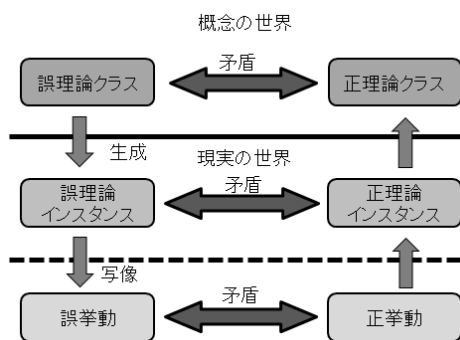 概念の世界
誤理論クラス
矛盾
正理論クラス
生成
現実の世界
誤理論
インスタンス
矛盾
正理論
インスタンス
写像
誤挙動
矛盾
正挙動